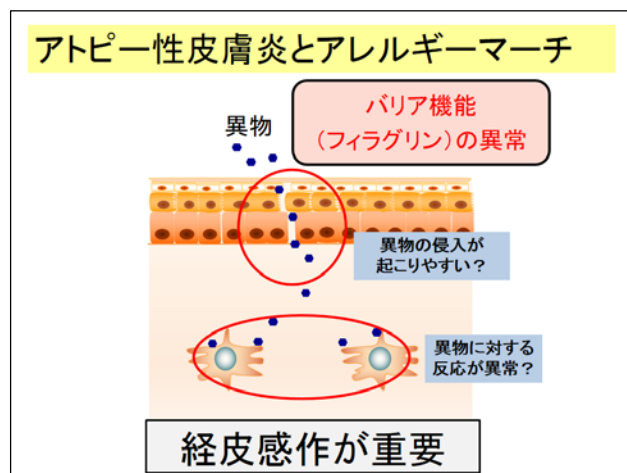 アトピー性皮膚炎とアレルギーマーチ
バリア機能
(フィラグリン)の異常
異物
異物の侵入が
起こりやすい?
異物に対する
反応が異常?
経皮感作が重要